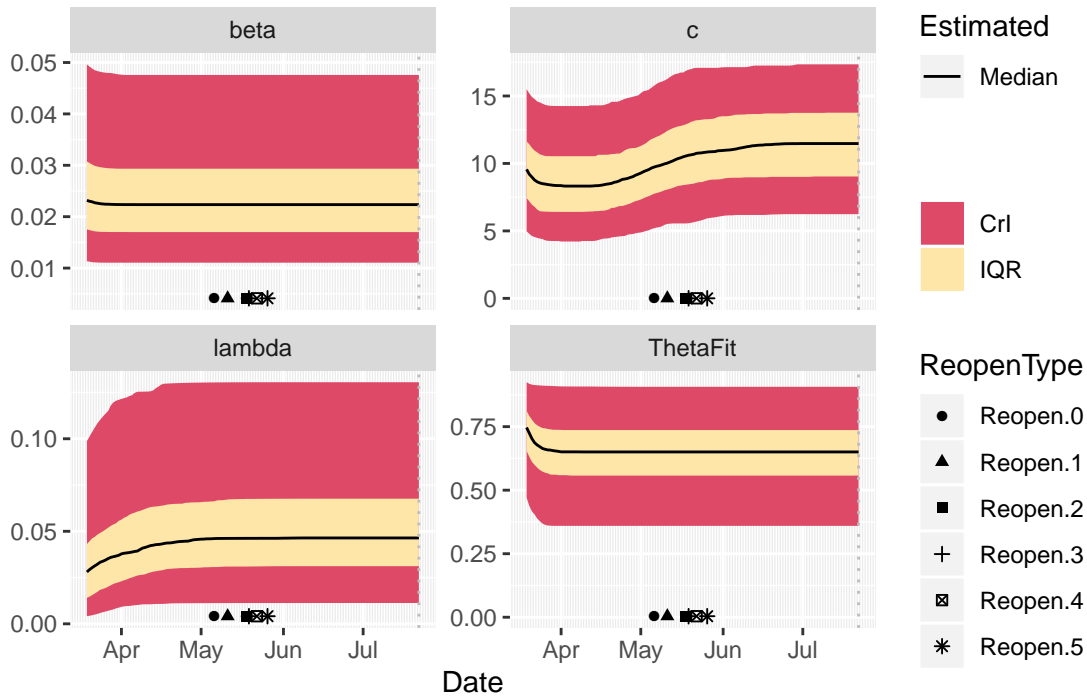 beta
c
0.05
0.04
0.03
0.02
0.01
15
10
5
0
lambda
ThetaFit
0.10
0.05
0.00
0.75
0.50
0.25
0.00
Apr
May
Jun
Jul
Apr
May
Jun
Jul
Date
Estimated
Median
CrI
IQR
ReopenType
Reopen.0
Reopen.1
Reopen.2
Reopen.3
Reopen.4
Reopen.5